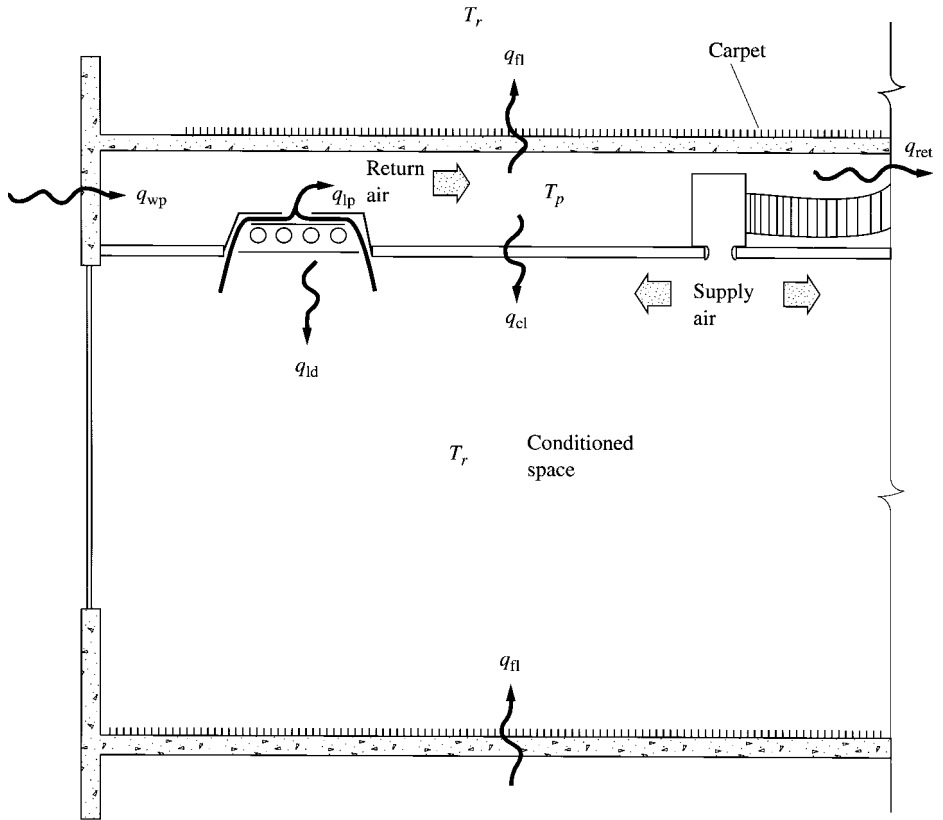 T_r
q_fl
Carpet
q_ret
Return
air
q_wp
q_lp
T_p
Supply
air
q_cl
q_ld
T_r
Conditioned
space
q_fl